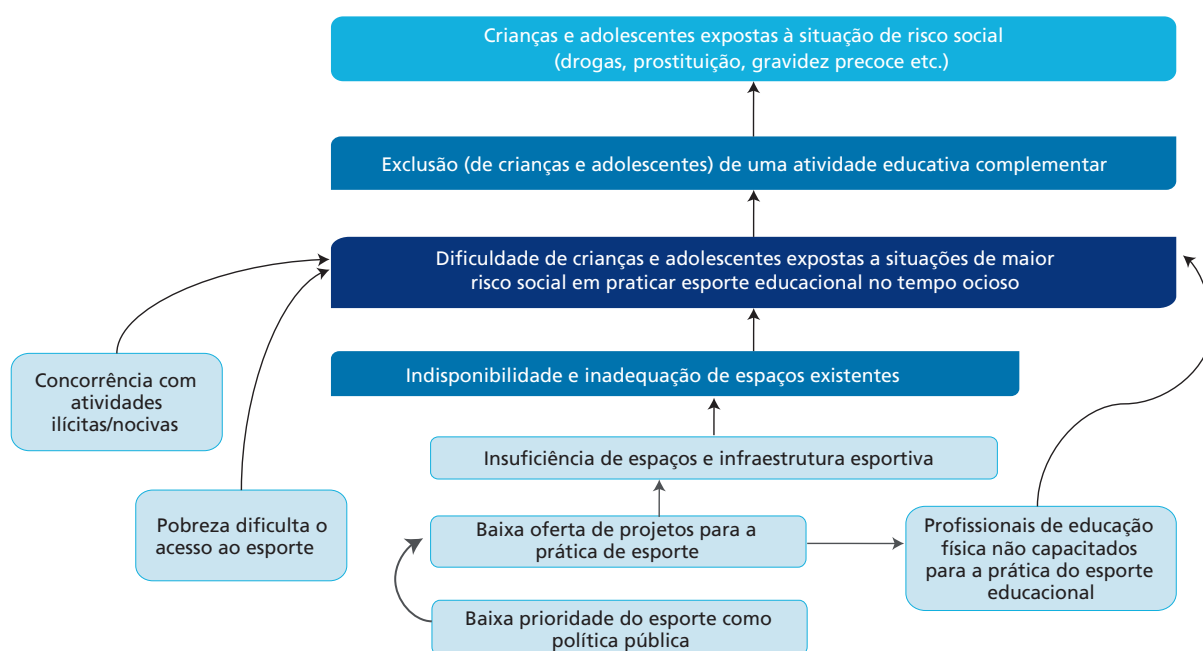 Crianças e adolescentes expostas à situação de risco social
(drogas, prostituição, gravidez precoce etc.)
Exclusão (de crianças e adolescentes) de uma atividade educativa complementar
Dificuldade de crianças e adolescentes expostas a situações de maior
risco social em praticar esporte educacional no tempo ocioso
Indisponibilidade e inadequação de espaços existentes
Concorrência com
atividades
ilícitas/nocivas
Insuficiência de espaços e infraestrutura esportiva
Pobreza dificulta o
acesso ao esporte
Baixa oferta de projetos para a
prática de esporte
Profissionais de educação
física não capacitados
para a prática do esporte
educacional
Baixa prioridade do esporte como
política pública